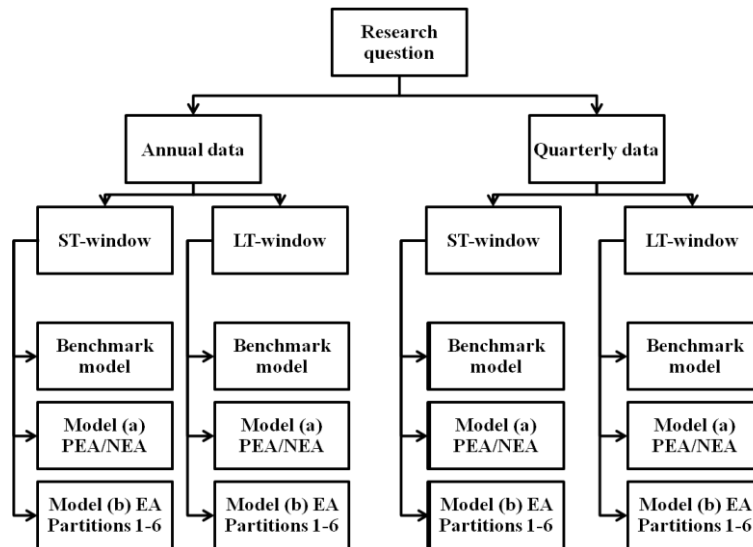 Research
question
Annual data
Quarterly data
ST-window
LT-window
ST-window
LT-window
Benchmark
model
Benchmark
model
Benchmark
model
Benchmark
model
Model (a)
PEA/NEA
Model (a)
PEA/NEA
Model (a)
PEA/NEA
Model (a)
PEA/NEA
Model (b) EA
Partitions 1-6
Model (b) EA
Partitions 1-6
Model (b) EA
Partitions 1-6
Model (b) EA
Partitions 1-6